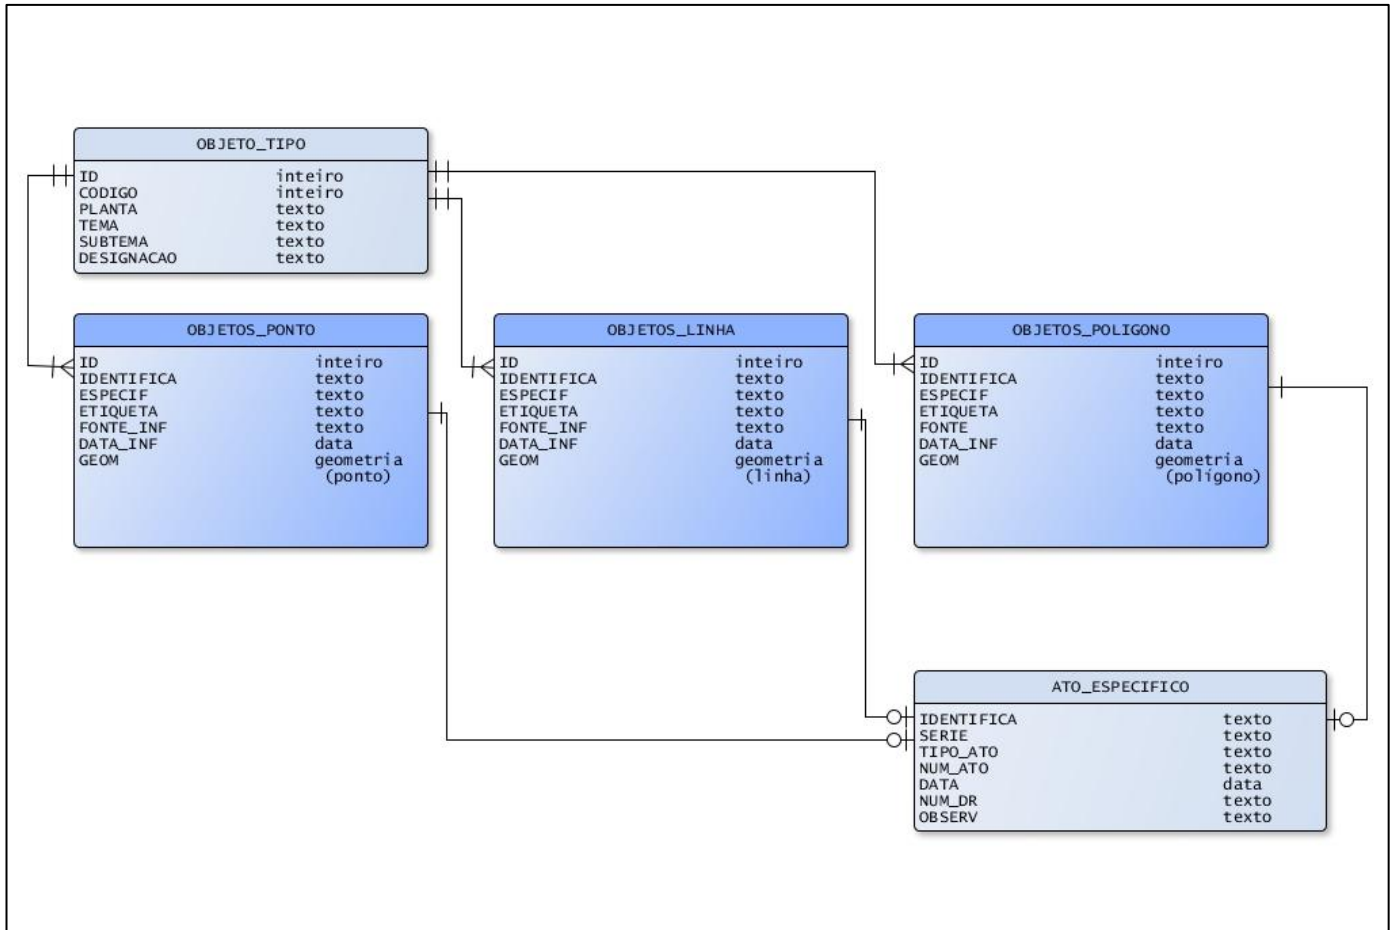 OBJETO_TIPO
ID inteiro
CODIGO inteiro
PLANTA texto
TEMA texto
SUBTEMA texto
DESIGNACAO texto
OBJETOS_PONTO
ID inteiro
IDENTIFICA texto
ESPECIF texto
ETIQUETA texto
FONTE_INF texto
DATA_INF data
GEOM geometria
(ponto)
OBJETOS_LINHA
ID inteiro
IDENTIFICA texto
ESPECIF texto
ETIQUETA texto
FONTE_INF texto
DATA_INF data
GEOM geometria
(linha)
OBJETOS_POLIGONO
ID inteiro
IDENTIFICA texto
ESPECIF texto
ETIQUETA texto
FONTE texto
DATA_INF data
GEOM geometria
(polígono)
ATO_ESPECIFICO
IDENTIFICA texto
SERIE texto
TIPO_ATO texto
NUM_ATO texto
DATA data
NUM_DR texto
OBSERV texto